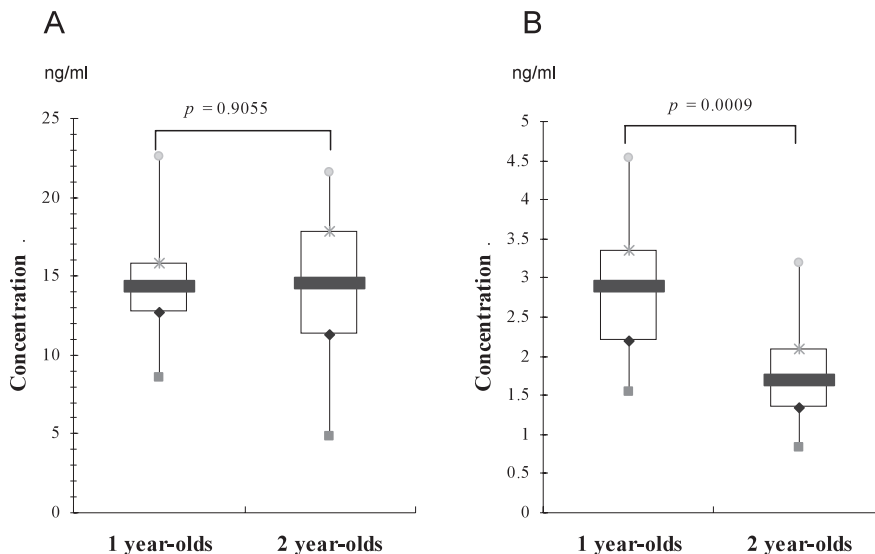 A
ng/ml
p = 0.9055
25
20
15
10
5
0
Concentration .
1 year-olds 2 year-olds
B
ng/ml
p = 0.0009
5
4.5
4
3.5
3
2.5
2
1.5
1
0.5
0
Concentration .
1 year-olds 2 year-olds